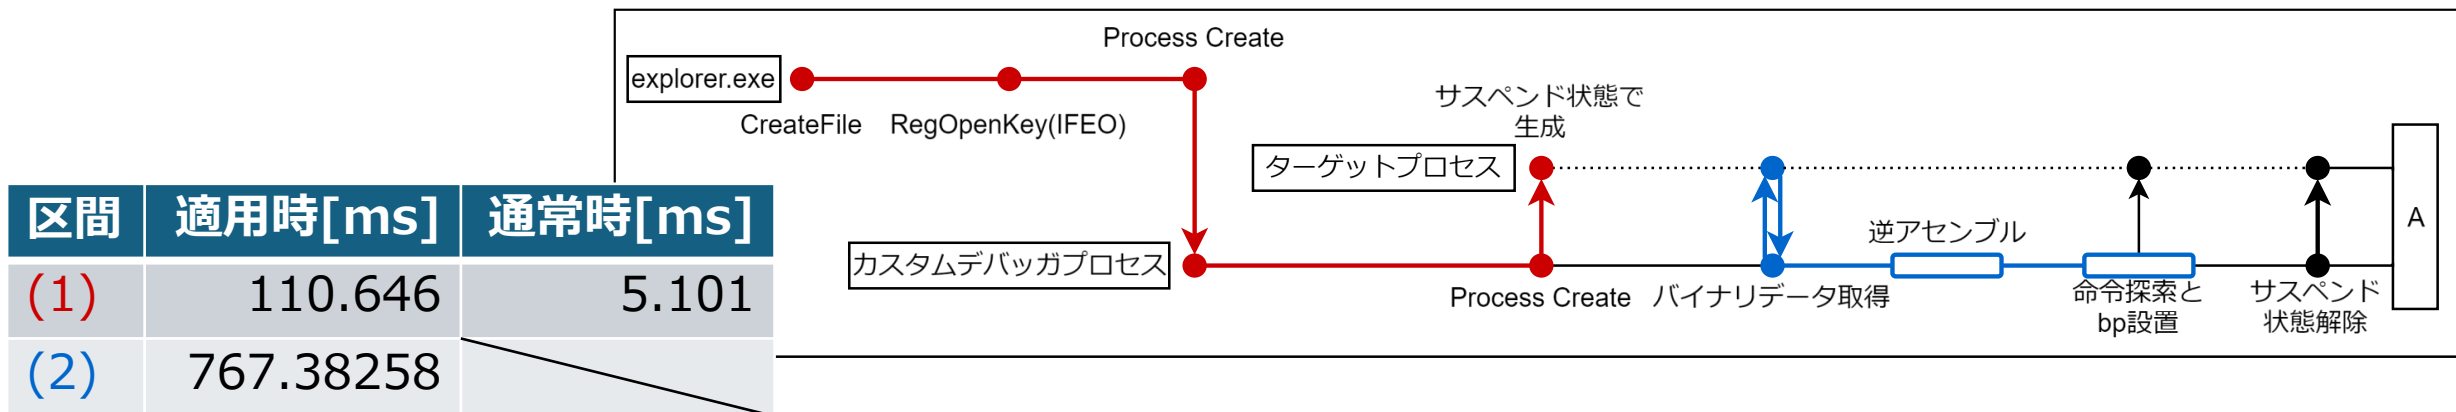 Process Create
explorer.exe
CreateFile
RegOpenKey(IFEO)
サスペンド状態で
生成
ターゲットプロセス
カスタムデバッガプロセス
Process Create
バイナリデータ取得
逆アセンブル
命令探索と
bp設置
サスペンド
状態解除
A
区間 適用時[ms] 通常時[ms]
(1) 110.646 5.101
(2) 767.38258